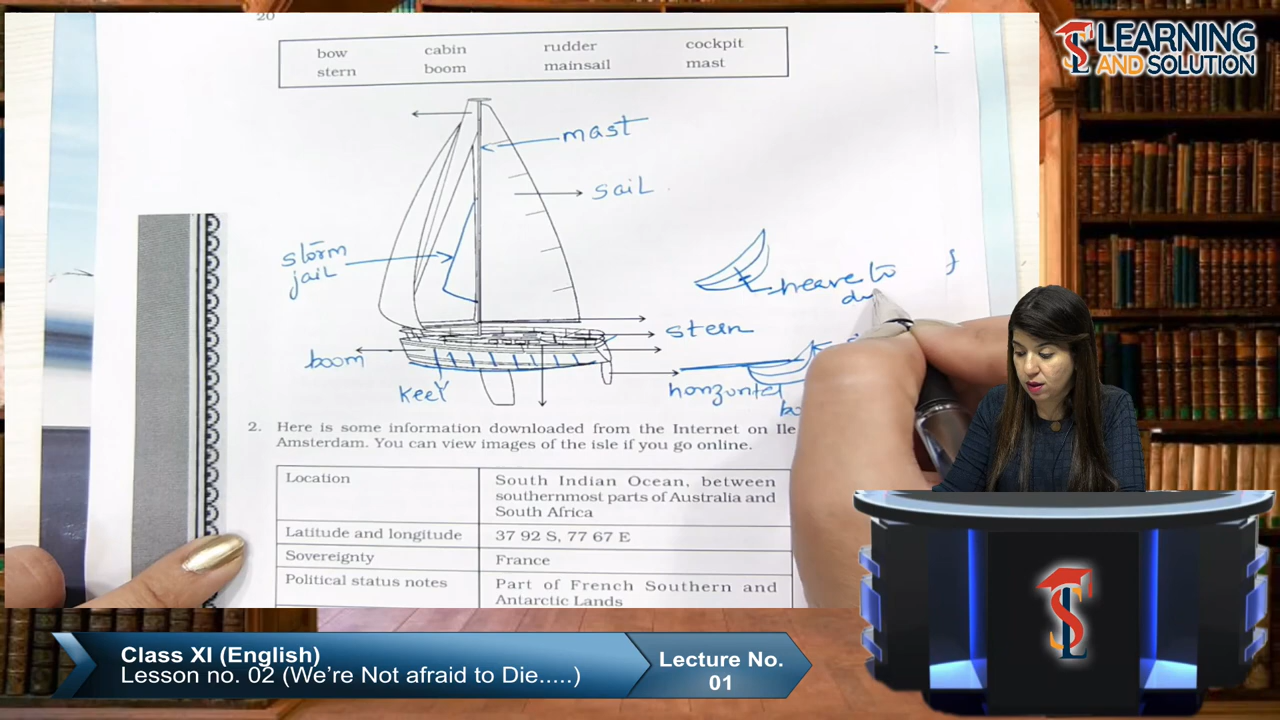 20
bow cabin rudder cockpit
stern boom mainsail mast
mast
sail
storm
jail
heave to
stern
boom
keel
horizontal
2. Here is some information downloaded from the Internet on Ile
Amsterdam. You can view images of the isle if you go online.
Location South Indian Ocean, between
southernmost parts of Australia and
South Africa
Latitude and longitude 37 92 S, 77 67 E
Sovereignty France
Political status notes Part of French Southern and
Antarctic Lands
LEARNING
AND SOLUTION
Class XI (English)
Lesson no. 02 (We're Not afraid to Die.....)
Lecture No.
01